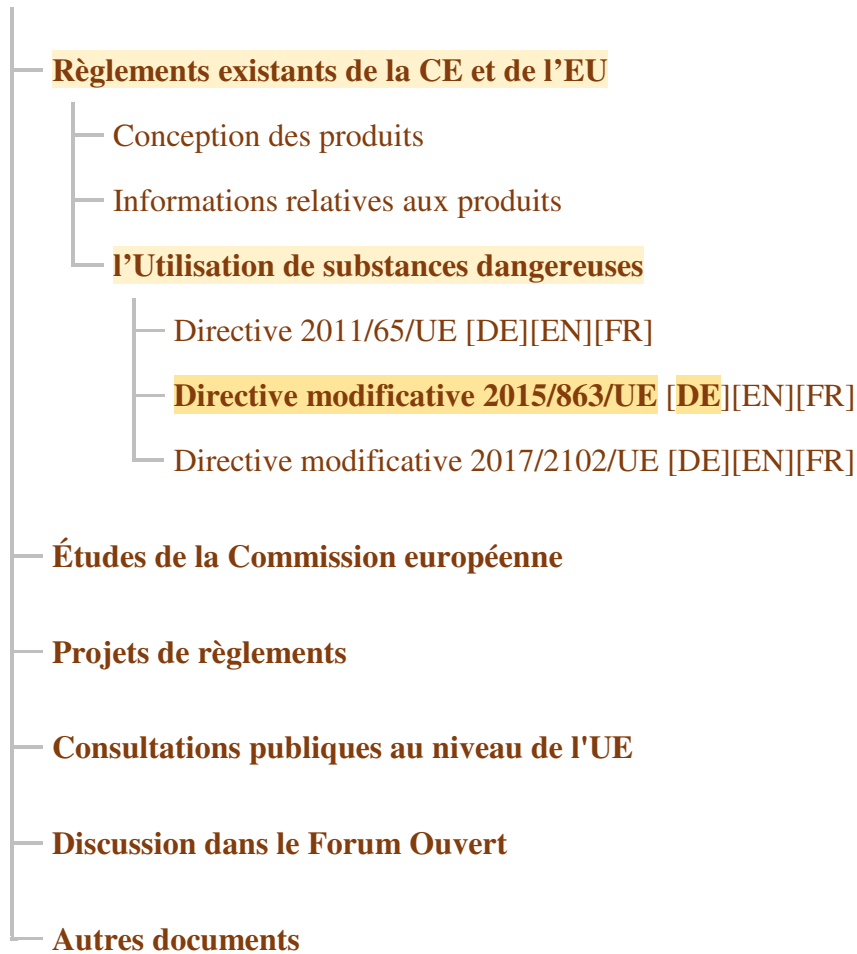 Règlements existants de la CE et de l’EU
Conception des produits
Informations relatives aux produits
l’Utilisation de substances dangereuses
Directive 2011/65/UE [DE][EN][FR]
Directive modificative 2015/863/UE [DE][EN][FR]
Directive modificative 2017/2102/UE [DE][EN][FR]
Études de la Commission européenne
Projets de règlements
Consultations publiques au niveau de l'UE
Discussion dans le Forum Ouvert
Autres documents